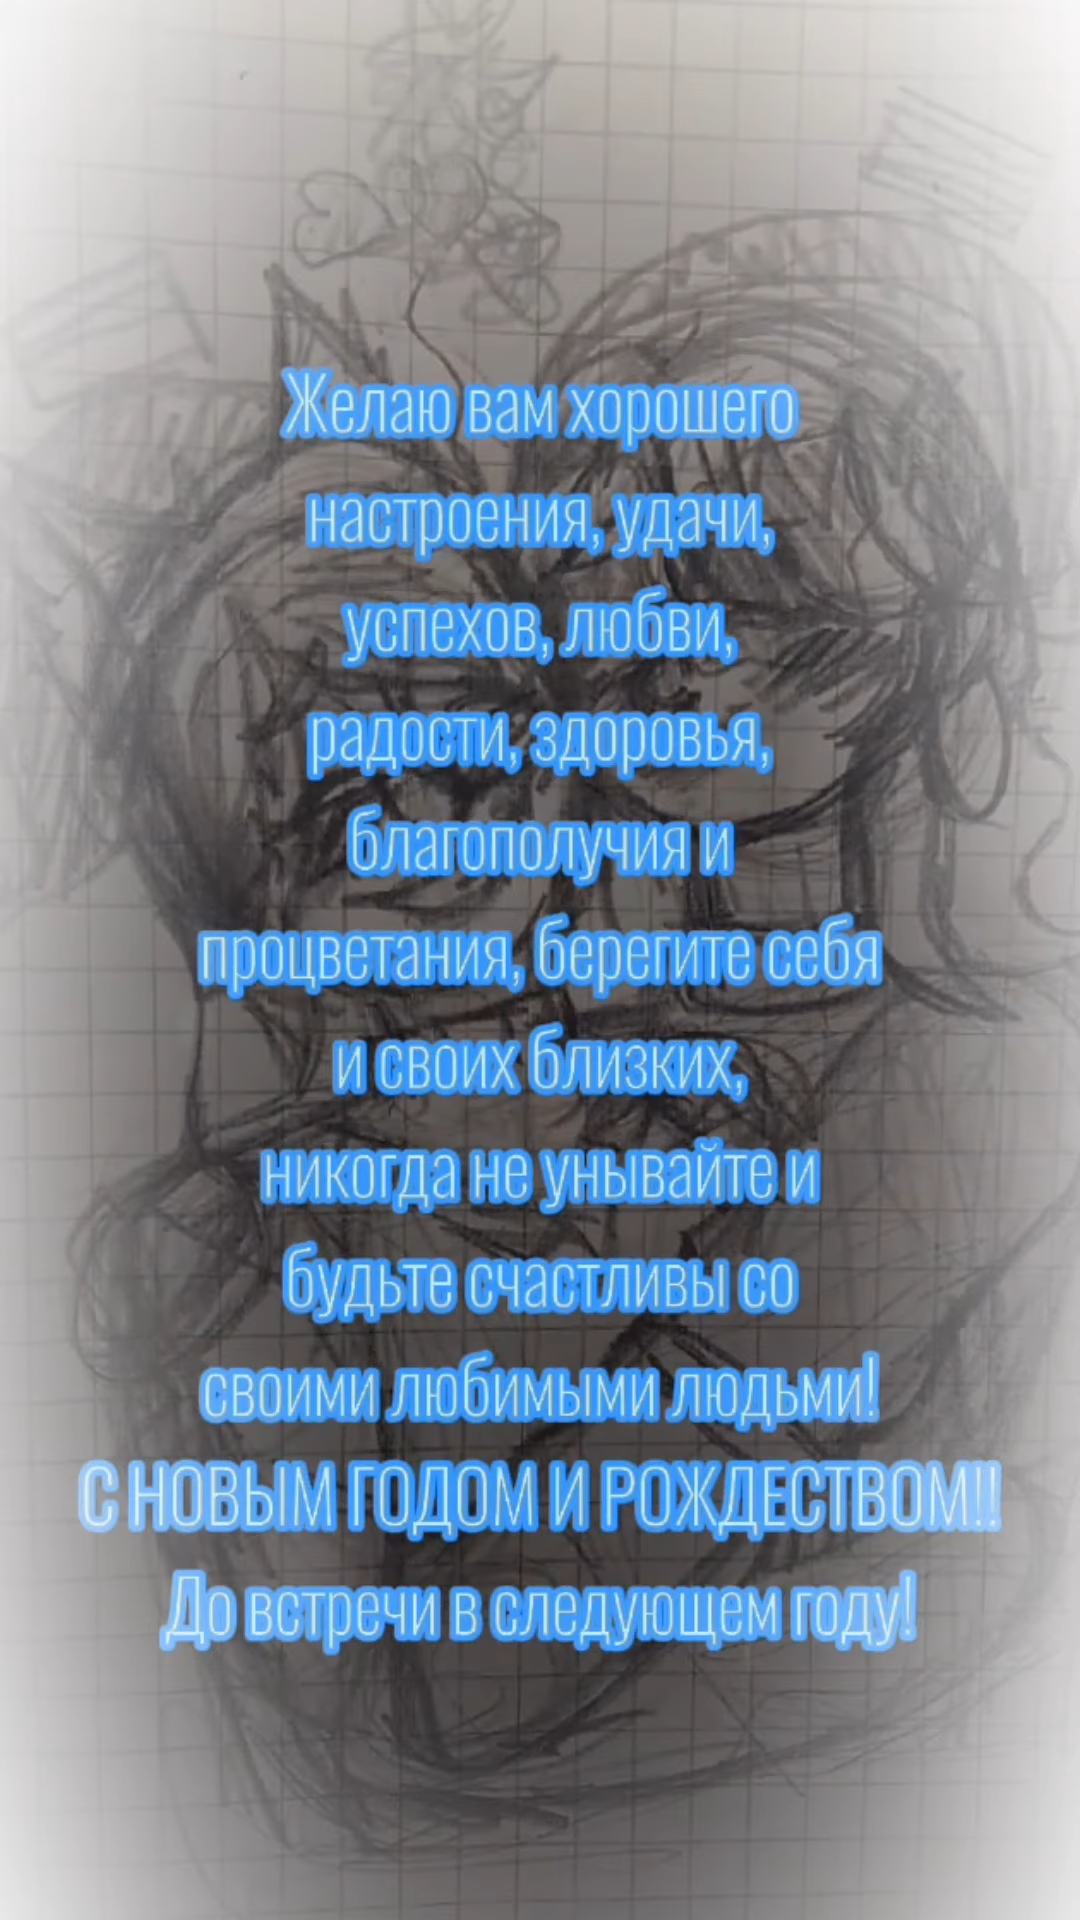 Желаю вам хорошего
настроения, удачи,
успехов, любви,
радости, здоровья,
благополучия и
процветания, берегите себя
и своих близких,
никогда не унывайте и
будьте счастливы со
своими любимыми людьми!
С НОВЫМ ГОДОМ И РОЖДЕСТВОМ!!
До встречи в следующем году!